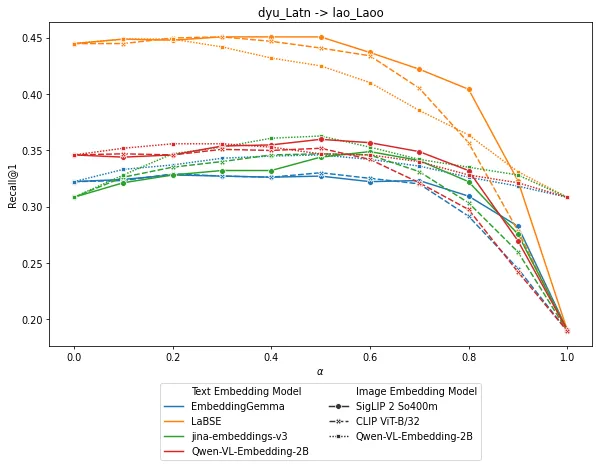 dyu_Latn -> lao_Laoo
0.45
0.40
0.35
0.30
0.25
0.20
Recall@1
0.0 0.2 0.4 0.6 0.8 1.0
α
Text Embedding Model Image Embedding Model
EmbeddingGemma SigLIP 2 So400m
LaBSE CLIP ViT-B/32
jina-embeddings-v3 Qwen-VL-Embedding-2B
Qwen-VL-Embedding-2B